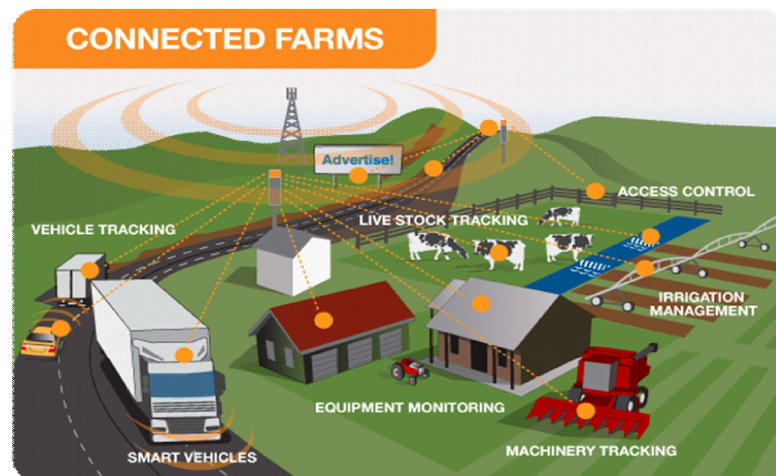 CONNECTED FARMS
Advertise!
ACCESS CONTROL
LIVE STOCK TRACKING
VEHICLE TRACKING
IRRIGATION
MANAGEMENT
EQUIPMENT MONITORING
MACHINERY TRACKING
SMART VEHICLES